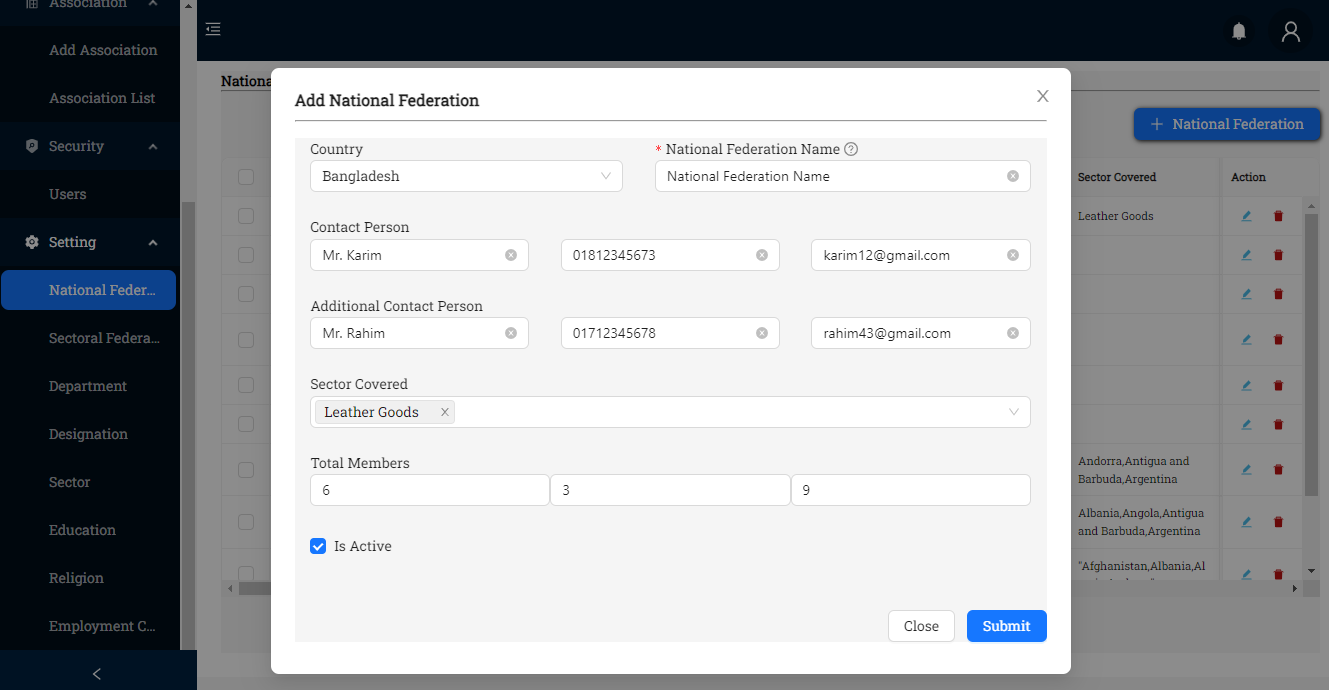 Association
Add Association
Association List
Security
Users
Setting
National Feder...
Sectoral Federa...
Department
Designation
Sector
Education
Religion
Employment C...
Nationa
+ National Federation
Sector Covered Action
Leather Goods
Andorra,Antigua and
Barbuda,Argentina
Albania,Angola,Antigua
and Barbuda,Argentina
"Afghanistan,Albania,Al
Add National Federation
Country
Bangladesh
* National Federation Name
National Federation Name
Contact Person
Mr. Karim 01812345673 karim12@gmail.com
Additional Contact Person
Mr. Rahim 01712345678 rahim43@gmail.com
Sector Covered
Leather Goods
Total Members
6 3 9
Is Active
Close Submit